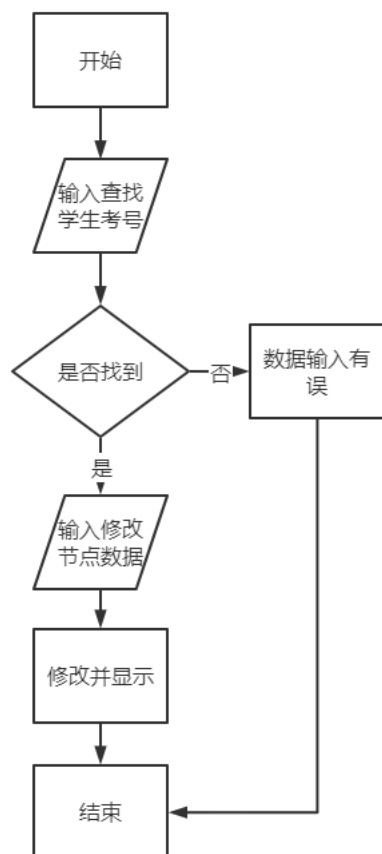 开始
输入查找
学生考号
是否找到
否
数据输入有
误
是
输入修改
节点数据
修改并显示
结束